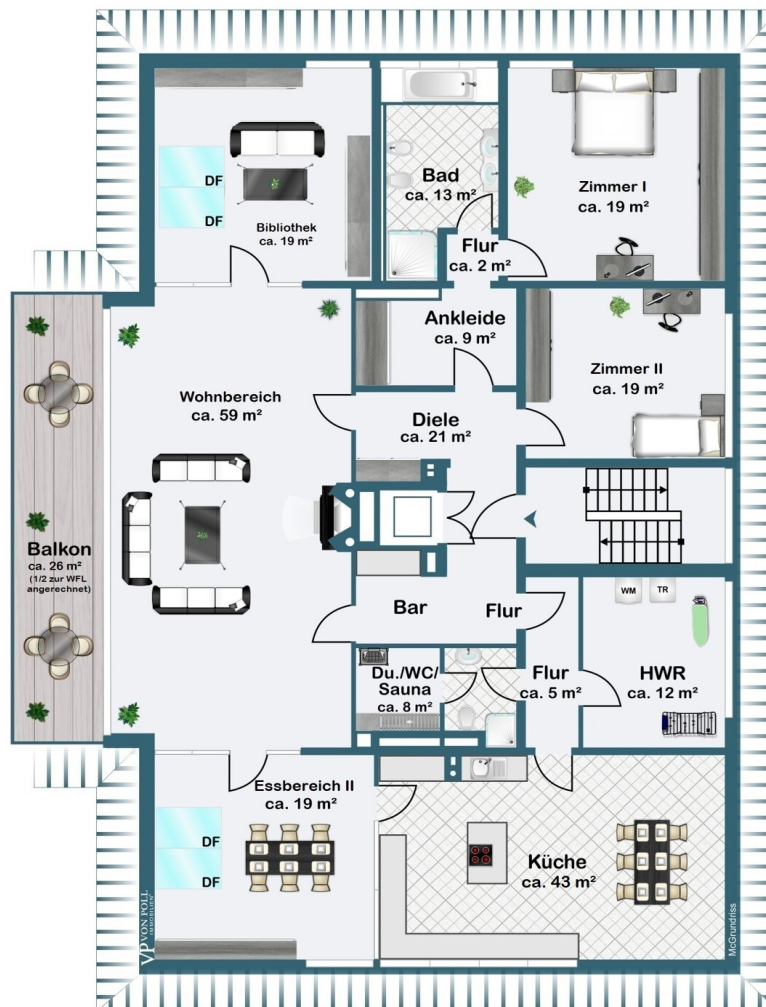 DF
DF
Bibliothek
ca. 19 m²
Bad
ca. 13 m²
Flur
ca. 2 m²
Zimmer I
ca. 19 m²
Ankleide
ca. 9 m²
Zimmer II
ca. 19 m²
Wohnbereich
ca. 59 m²
Diele
ca. 21 m²
Balkon
ca. 26 m²
(1/2 zur WFL
angerechnet)
Bar
Flur
WM
TR
Du./WC/
Sauna
ca. 8 m²
Flur
ca. 5 m²
HWR
ca. 12 m²
Essbereich II
ca. 19 m²
DF
DF
Küche
ca. 43 m²
VP VON POLL
IMMOBILIEN
McGrundriss